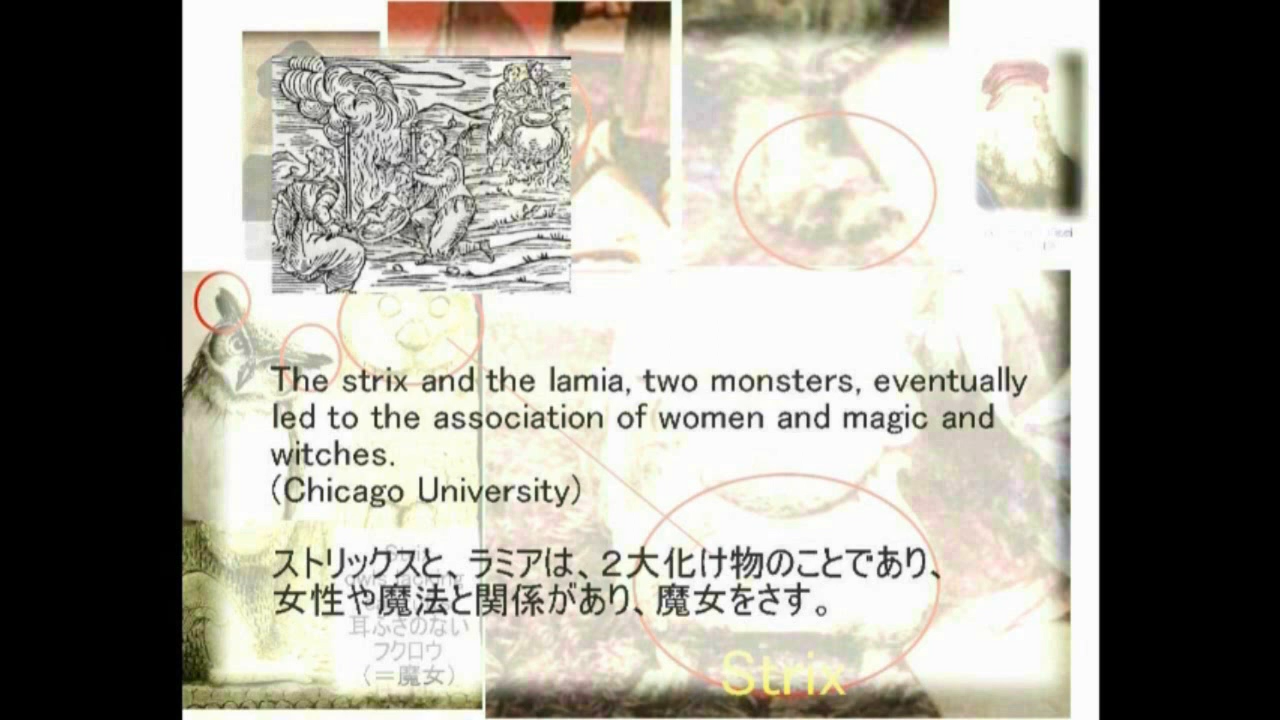 The strix and the lamia, two monsters, eventually
led to the association of women and magic and
witches.
(Chicago University)
ストリックスと、ラミアは、２大化け物のことであり、
女性や魔法と関係があり、魔女をさす。
耳ふさのない
フクロウ
（＝魔女）
Strix